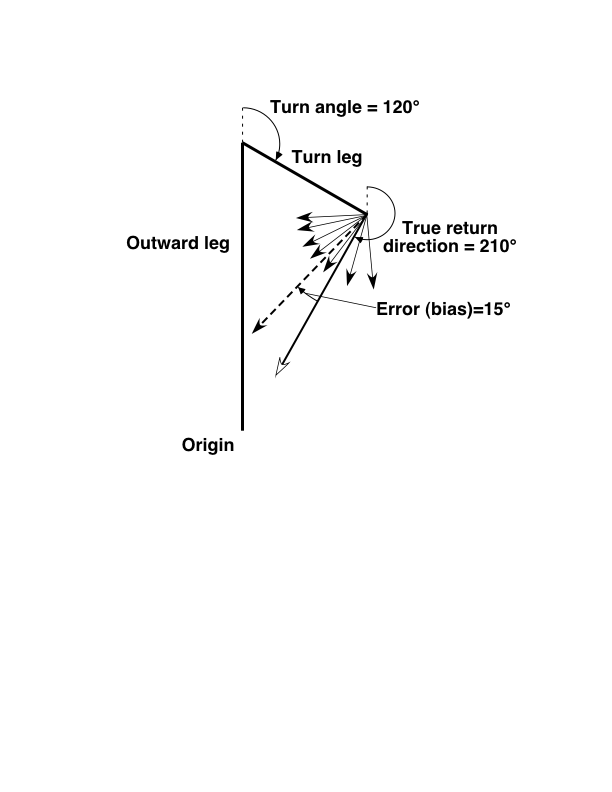 Turn angle = 120°
Turn leg
True return
direction = 210°
Outward leg
Error (bias)=15°
Origin